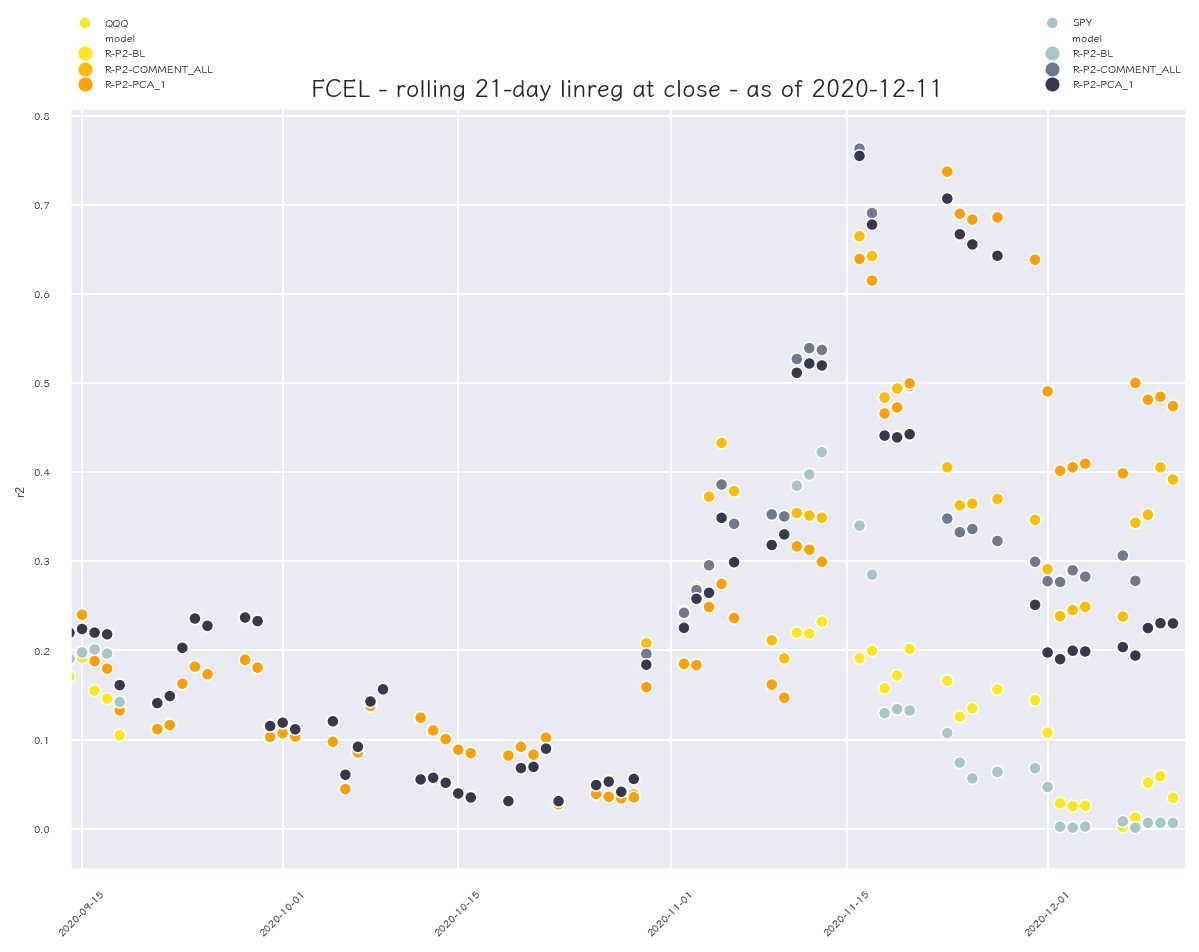 QQQ
model
R-P2-BL
R-P2-COMMENT_ALL
R-P2-PCA_1
SPY
model
R-P2-BL
R-P2-COMMENT_ALL
R-P2-PCA_1
FCEL - rolling 21-day linreg at close - as of 2020-12-11
0.8
0.7
0.6
0.5
0.4
0.3
0.2
0.1
0.0
r2
2020-09-15
2020-10-01
2020-10-15
2020-11-01
2020-11-15
2020-12-01